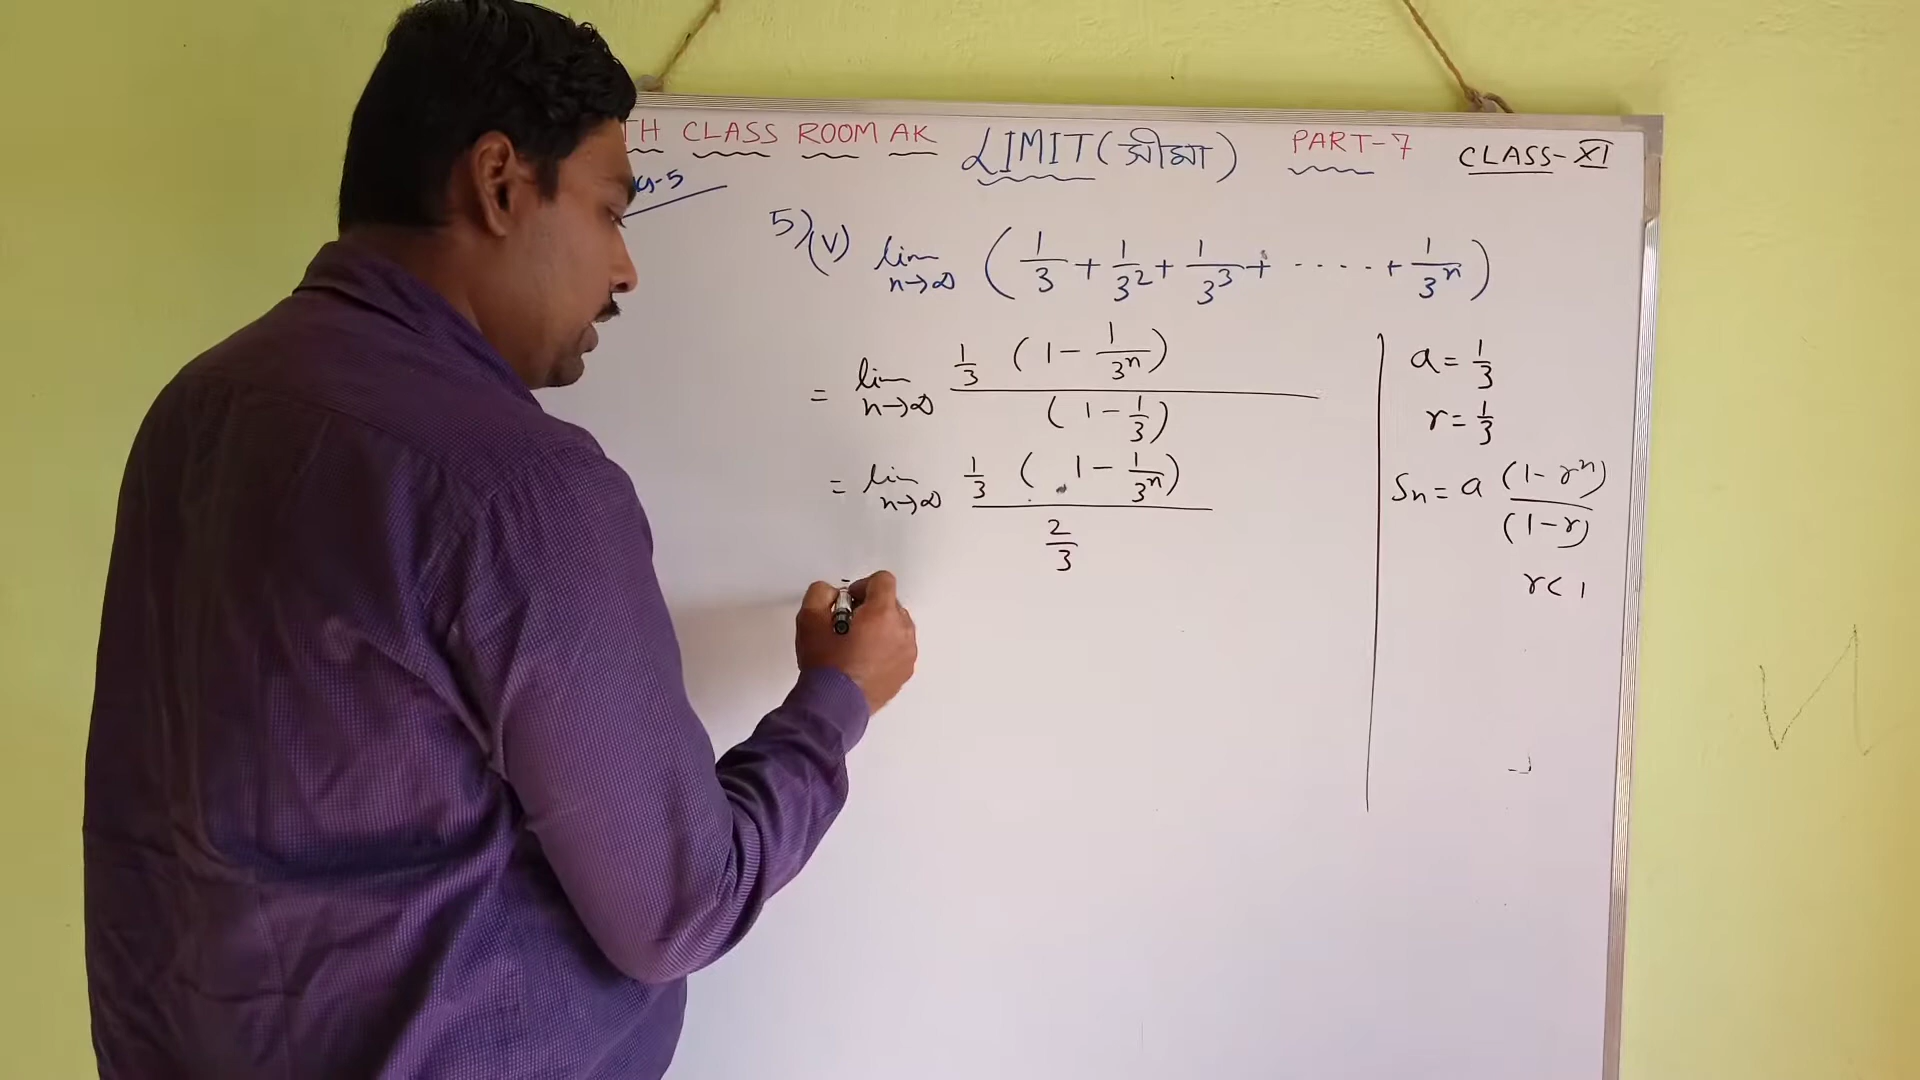 TH CLASS ROOM AK LIMIT (সীমা) PART-7 CLASS-XI
5) (v) lim n→∞ ( 1/3 + 1/3² + 1/3³ + ..... + 1/3ⁿ )
= lim n→∞ 1/3 ( 1 - 1/3ⁿ ) / ( 1 - 1/3 )
= lim n→∞ 1/3 ( 1 - 1/3ⁿ ) / 2/3
a = 1/3
r = 1/3
Sn = a (1 - rⁿ) / (1 - r)
r < 1